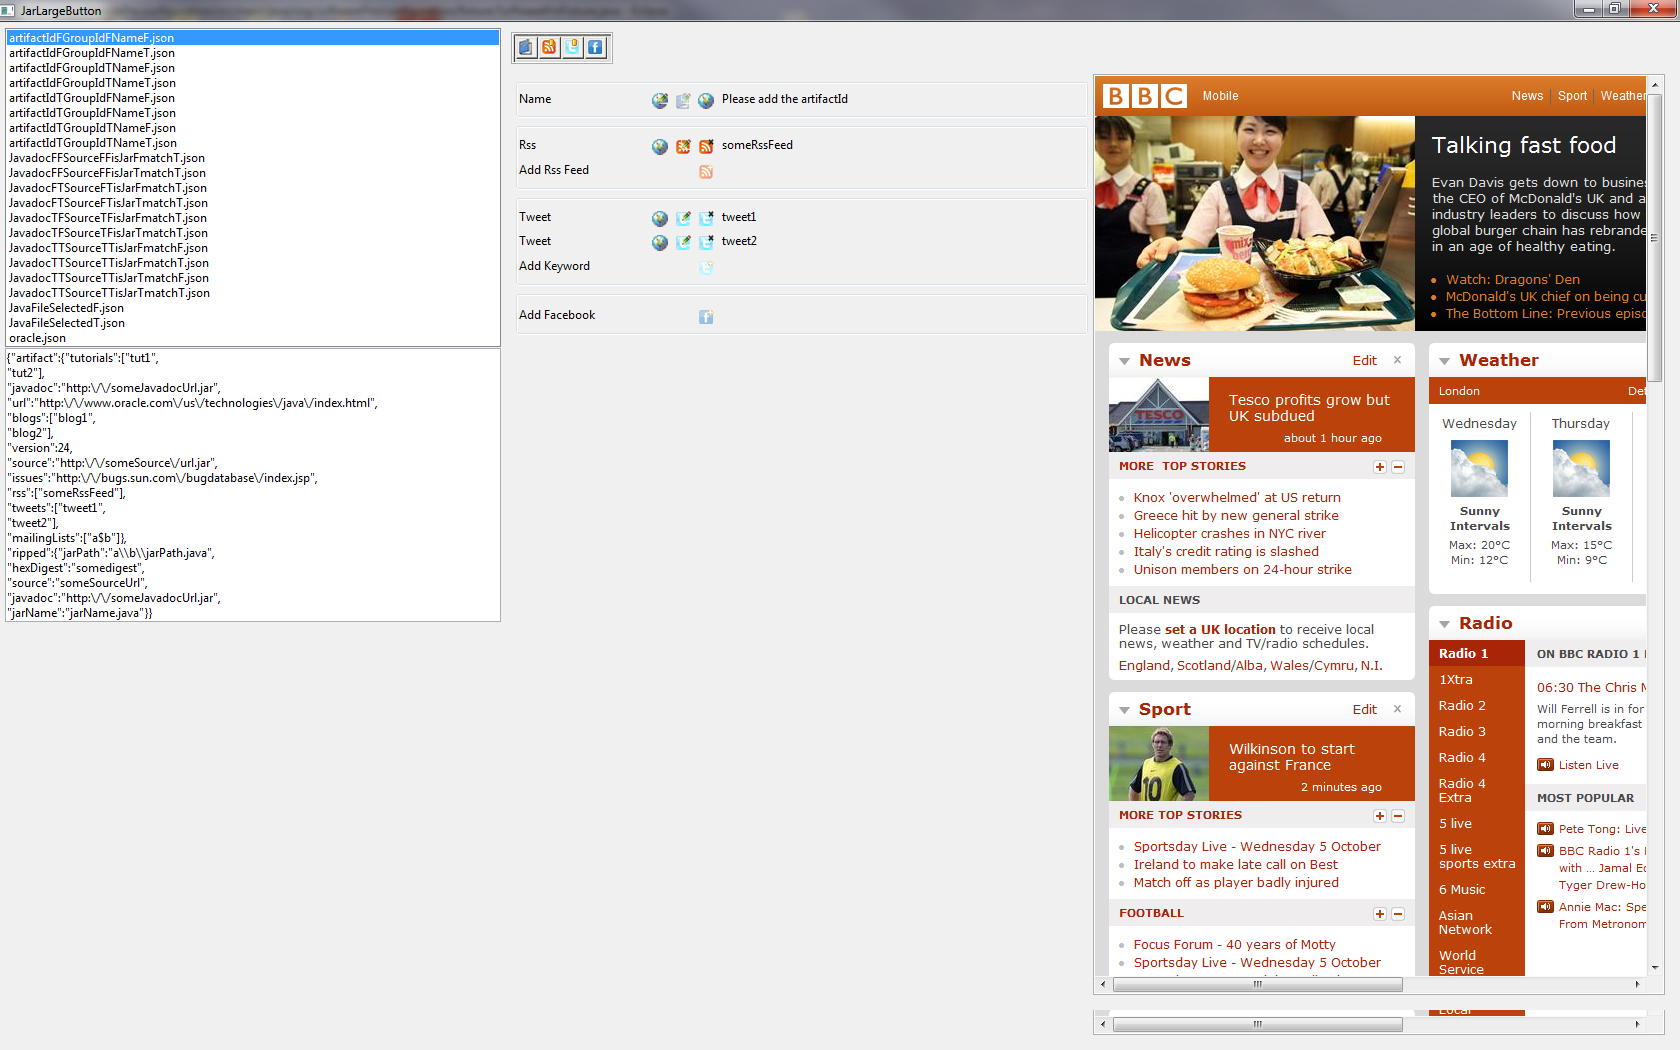 JarLargeButton
artifactIdFGroupIdFNameF.json
artifactIdFGroupIdFNameT.json
artifactIdFGroupIdTNameF.json
artifactIdFGroupIdTNameT.json
artifactIdTGroupIdFNameF.json
artifactIdTGroupIdFNameT.json
artifactIdTGroupIdTNameF.json
artifactIdTGroupIdTNameT.json
JavadocFFSourceFFisJarFmatchT.json
JavadocFFSourceFFisJarTmatchT.json
JavadocFTSourceFTisJarFmatchT.json
JavadocFTSourceFTisJarTmatchT.json
JavadocTFSourceTFisJarFmatchT.json
JavadocTFSourceTFisJarTmatchT.json
JavadocTTSourceTTisJarFmatchF.json
JavadocTTSourceTTisJarFmatchT.json
JavadocTTSourceTTisJarTmatchF.json
JavadocTTSourceTTisJarTmatchT.json
JavaFileSelectedF.json
JavaFileSelectedT.json
oracle.json
{"artifact":{"tutorials":["tut1",
"tut2"],
"javadoc":"http:\/\/someJavadocUrl.jar",
"url":"http:\/\/www.oracle.com\/us\/technologies\/java\/index.html",
"blogs":["blog1",
"blog2"],
"version":24,
"source":"http:\/\/someSource\/url.jar",
"issues":"http:\/\/bugs.sun.com\/bugdatabase\/index.jsp",
"rss":["someRssFeed"],
"tweets":["tweet1",
"tweet2"],
"mailingLists":["a$b"]},
"ripped":{"jarPath":"a\\b\\jarPath.java",
"hexDigest":"somedigest",
"source":"someSourceUrl",
"javadoc":"http:\/\/someJavadocUrl.jar",
"jarName":"jarName.java"}}
Name Please add the artifactId
Rss someRssFeed
Add Rss Feed
Tweet tweet1
Tweet tweet2
Add Keyword
Add Facebook
BBC Mobile News Sport Weather
Talking fast food
Evan Davis gets down to busines
the CEO of McDonald's UK and a
industry leaders to discuss how
global burger chain has rebrande
in an age of healthy eating.
Watch: Dragons' Den
McDonald's UK chief on being cu
The Bottom Line: Previous episo
News Edit
Tesco profits grow but
UK subdued
about 1 hour ago
MORE TOP STORIES
Knox 'overwhelmed' at US return
Greece hit by new general strike
Helicopter crashes in NYC river
Italy's credit rating is slashed
Unison members on 24-hour strike
LOCAL NEWS
Please set a UK location to receive local
news, weather and TV/radio schedules.
England, Scotland/Alba, Wales/Cymru, N.I.
Sport Edit
Wilkinson to start
against France
2 minutes ago
MORE TOP STORIES
Sportsday Live - Wednesday 5 October
Ireland to make late call on Best
Match off as player badly injured
FOOTBALL
Focus Forum - 40 years of Motty
Sportsday Live - Wednesday 5 October
Weather
London Det
Wednesday Thursday
Sunny Sunny
Intervals Intervals
Max: 20°C Max: 15°C
Min: 12°C Min: 9°C
Radio
Radio 1
1Xtra
Radio 2
Radio 3
Radio 4
Radio 4
Extra
5 live
5 live
sports extra
6 Music
Asian
Network
World
Service
Local
ON BBC RADIO 1
06:30 The Chris M
Will Ferrell is in for
morning breakfast
and the team.
Listen Live
MOST POPULAR
Pete Tong: Live
BBC Radio 1's
with ... Jamal Ed
Tyger Drew-Ho
Annie Mac: Spe
From Metronom